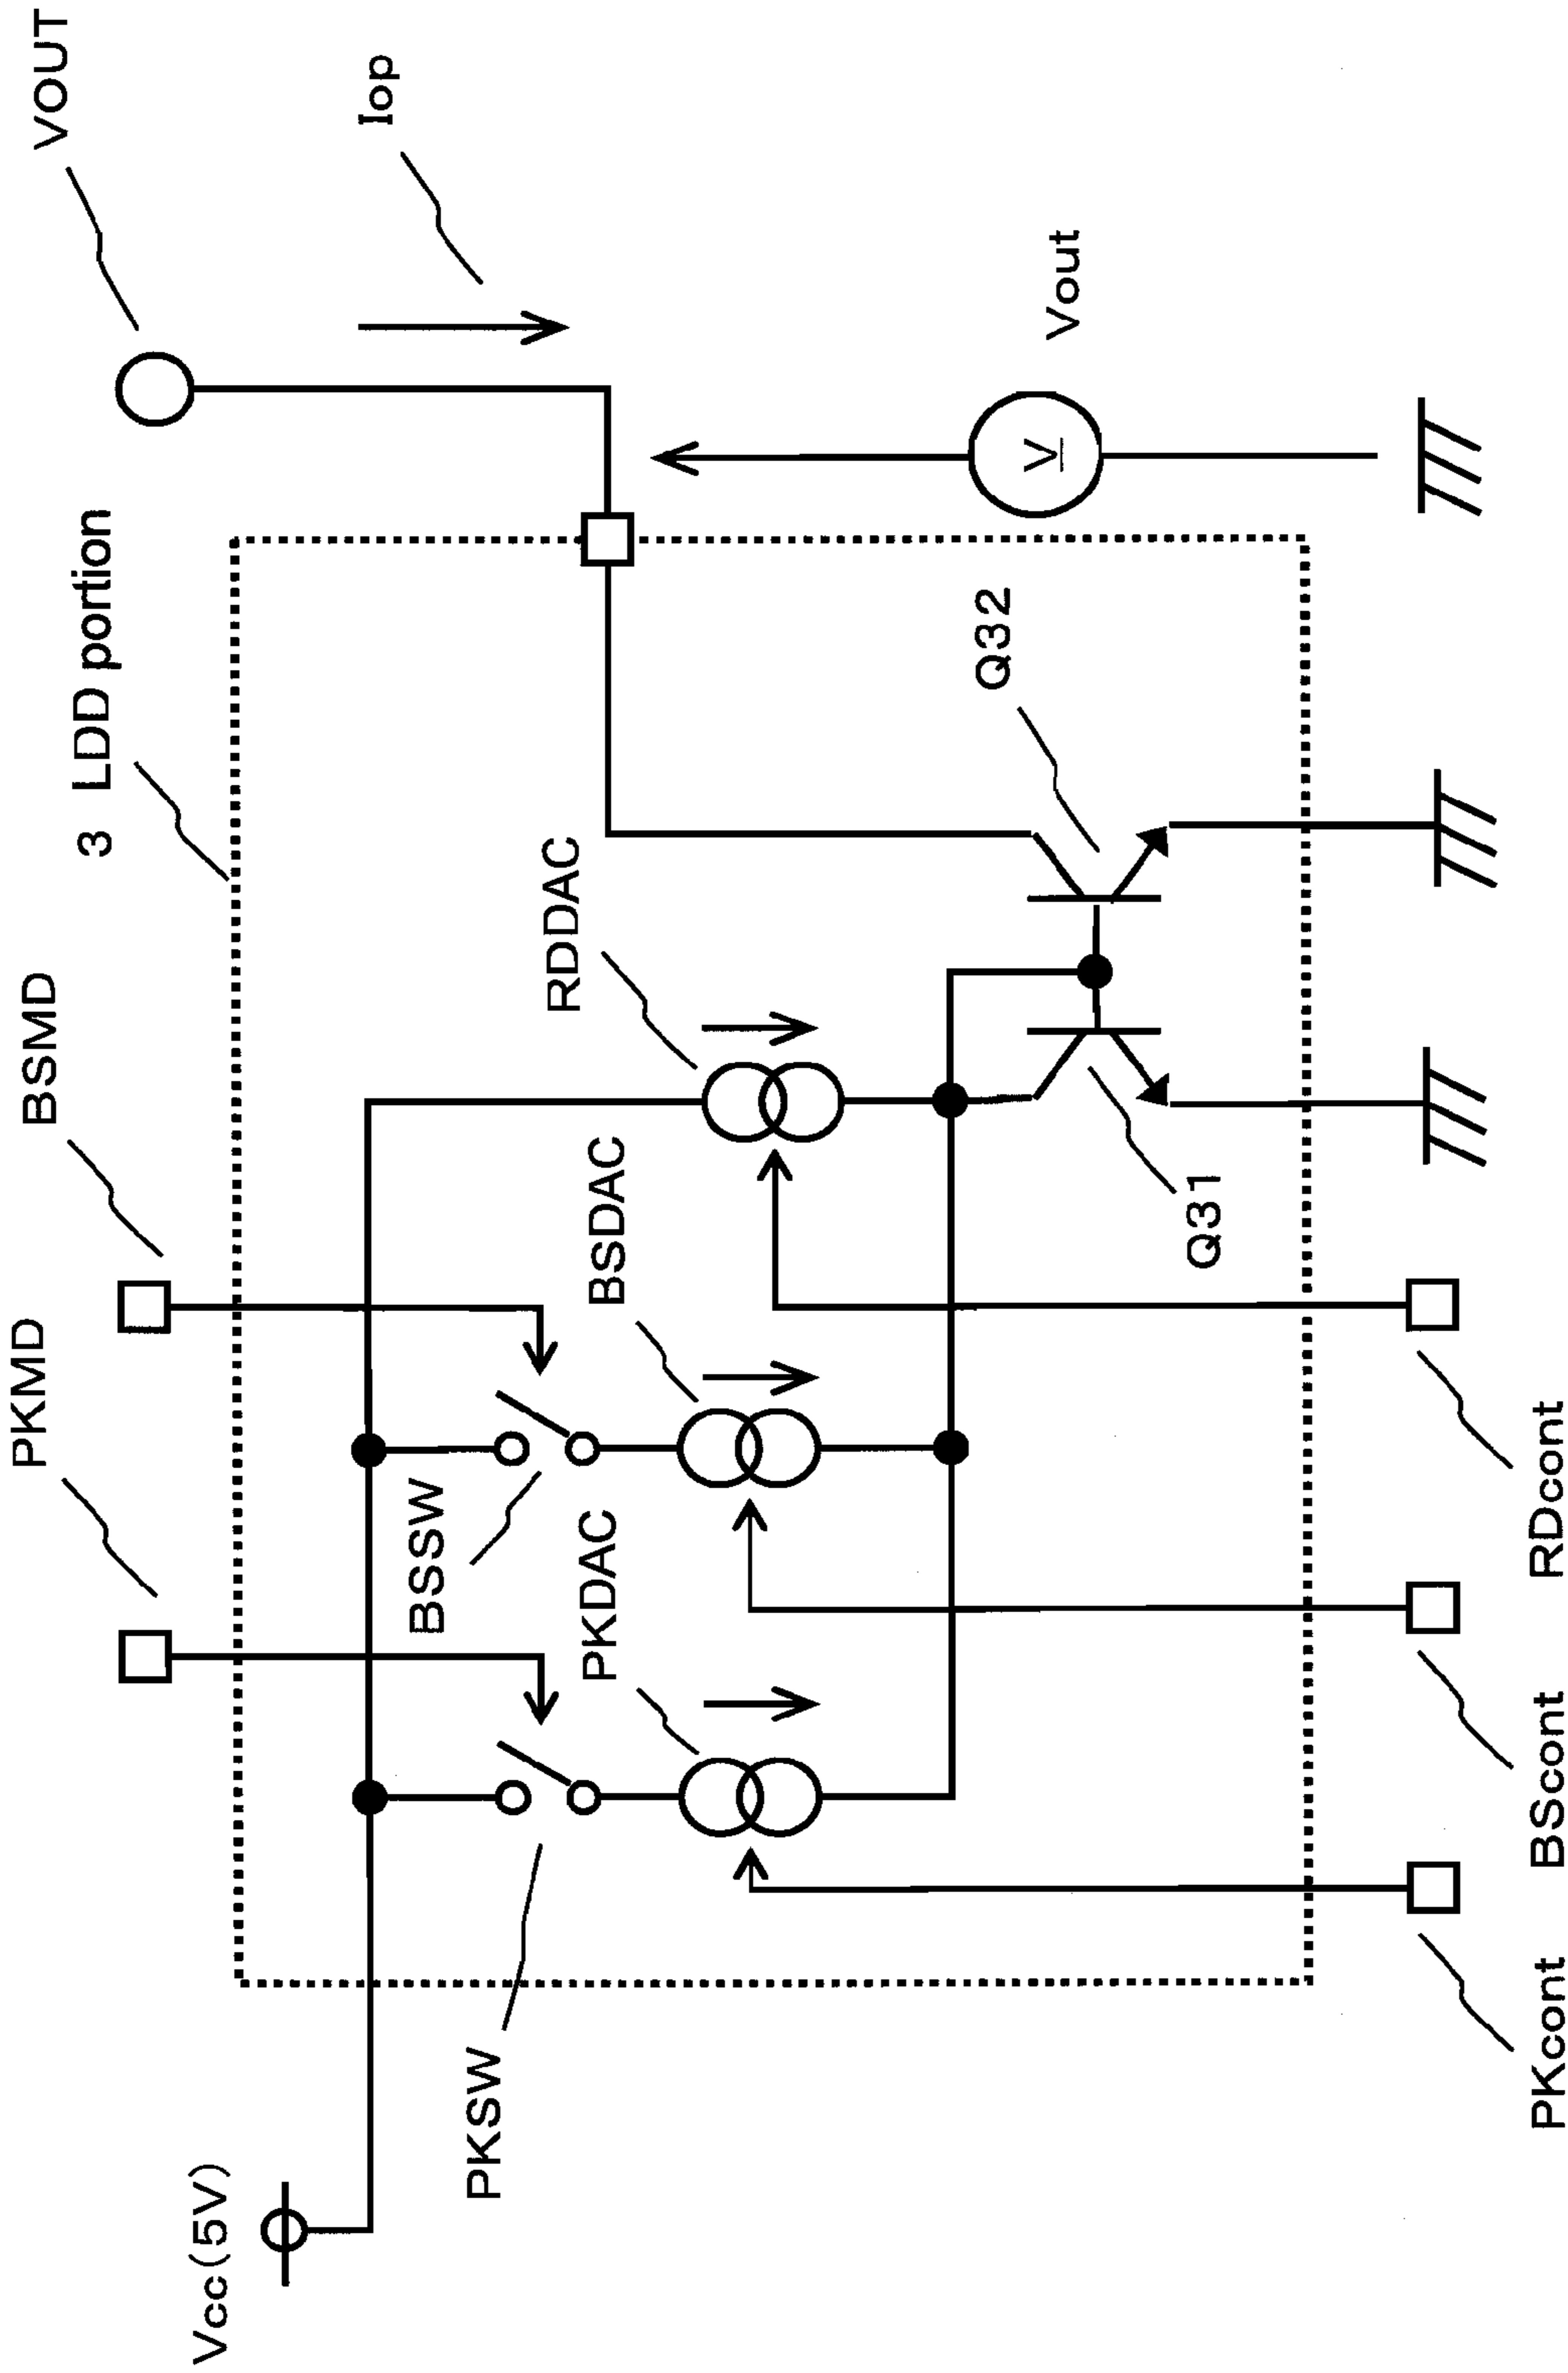 Vcc(5V)
PKMD
BSMD
3 LDD portion
VOUT
Iop
PKSW
BSSW
PKDAC
BSDAC
RDDAC
Q31
Q32
V
Vout
PKcont
BScont
RDcont